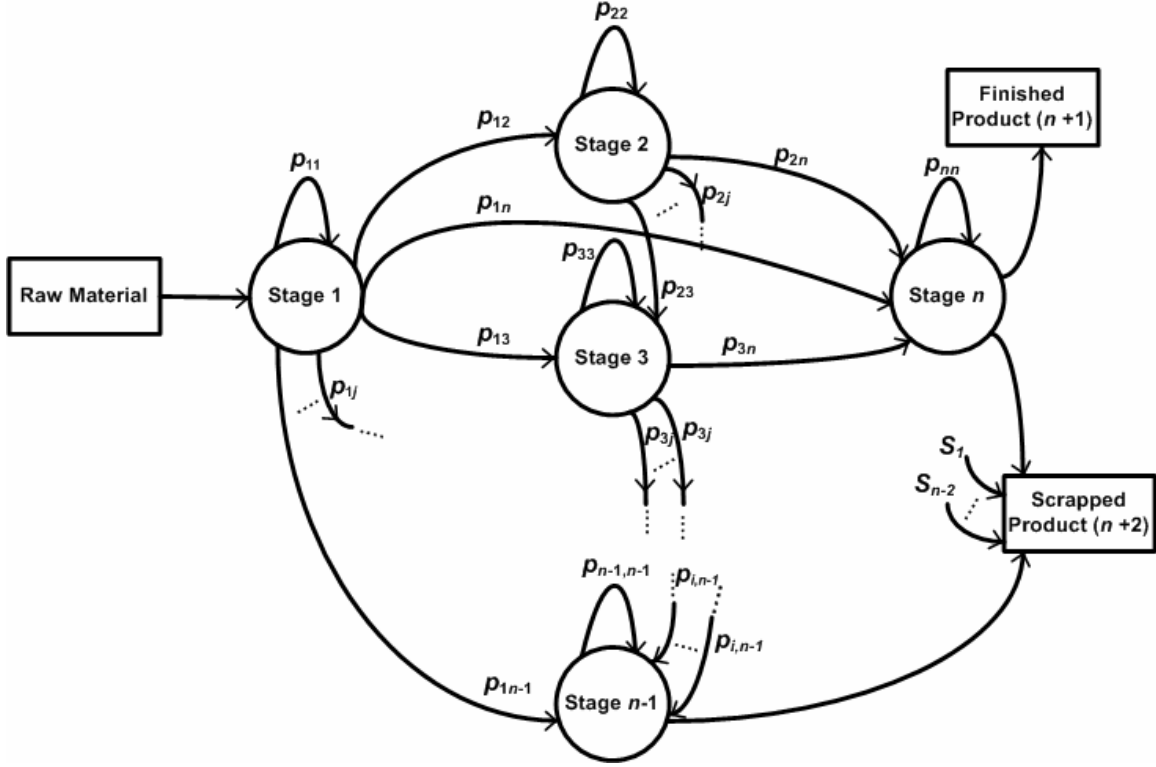 p22
Finished
Product (n +1)
p12
Stage 2
p2n
pnn
p11
p2j
p1n
p33
p23
Raw Material
Stage 1
Stage n
p13
Stage 3
p3n
p1j
p3j
p3j
S1
Sn-2
Scrapped
Product (n +2)
pn-1,n-1
pi,n-1
pi,n-1
p1n-1
Stage n-1